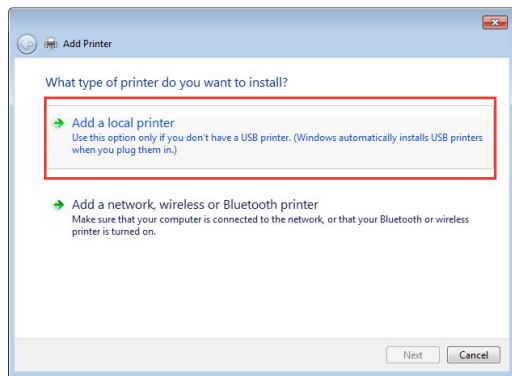 Add Printer
What type of printer do you want to install?
Add a local printer
Use this option only if you don't have a USB printer. (Windows automatically installs USB printers
when you plug them in.)
Add a network, wireless or Bluetooth printer
Make sure that your computer is connected to the network, or that your Bluetooth or wireless
printer is turned on.
Next Cancel